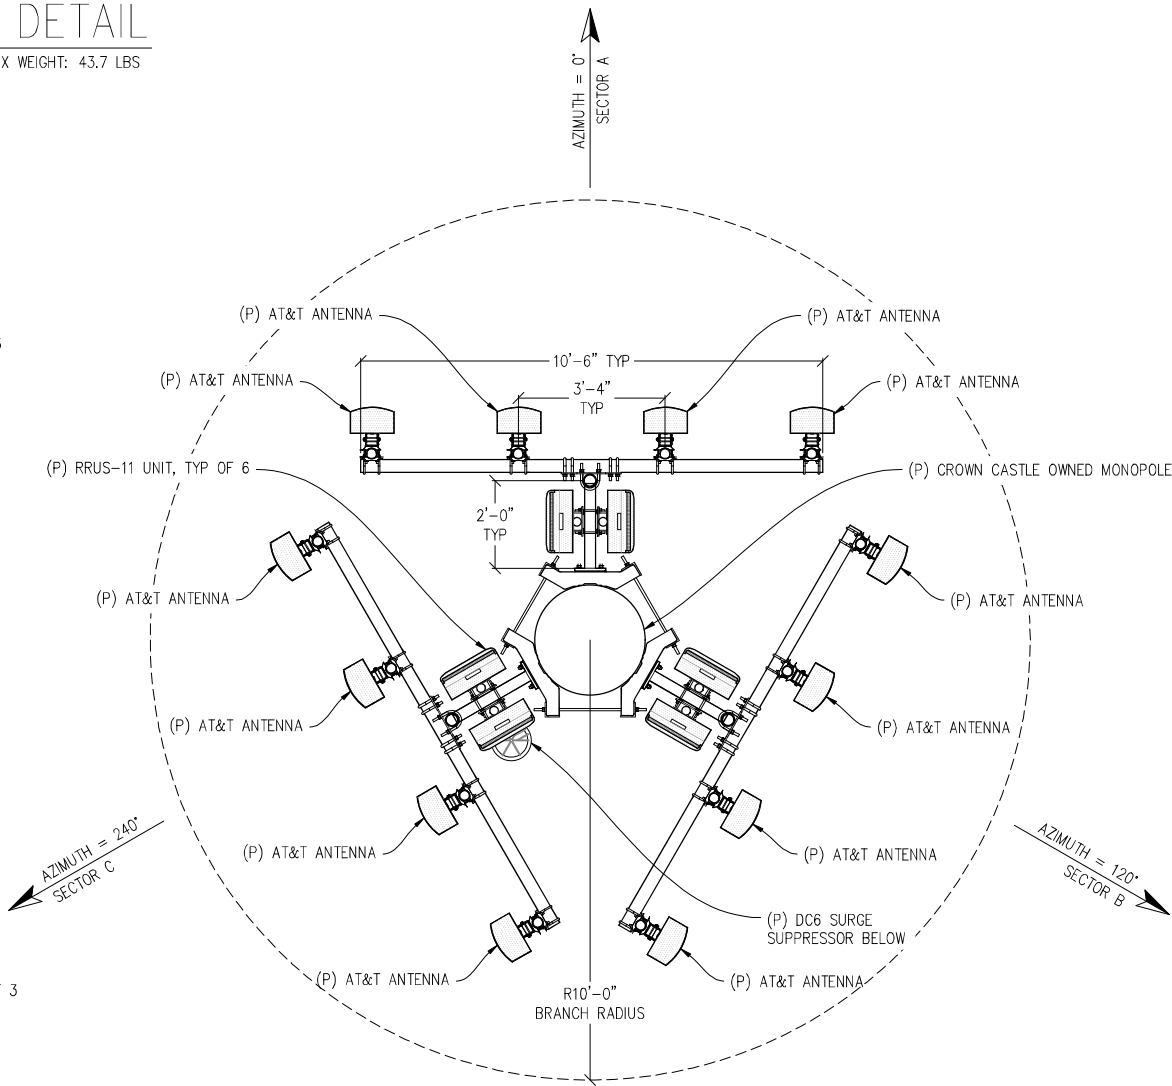 DETAIL
X WEIGHT: 43.7 LBS
AZIMUTH = 0°
SECTOR A
(P) AT&T ANTENNA
(P) AT&T ANTENNA
10'-6" TYP
(P) AT&T ANTENNA
(P) AT&T ANTENNA
3'-4"
TYP
(P) RRUS-11 UNIT, TYP OF 6
(P) CROWN CASTLE OWNED MONOPOLE
2'-0"
TYP
(P) AT&T ANTENNA
(P) AT&T ANTENNA
(P) AT&T ANTENNA
(P) AT&T ANTENNA
AZIMUTH = 240°
SECTOR C
(P) AT&T ANTENNA
(P) AT&T ANTENNA
AZIMUTH = 120°
SECTOR B
(P) DC6 SURGE
SUPPRESSOR BELOW
(P) AT&T ANTENNA
(P) AT&T ANTENNA
3
R10'-0"
BRANCH RADIUS